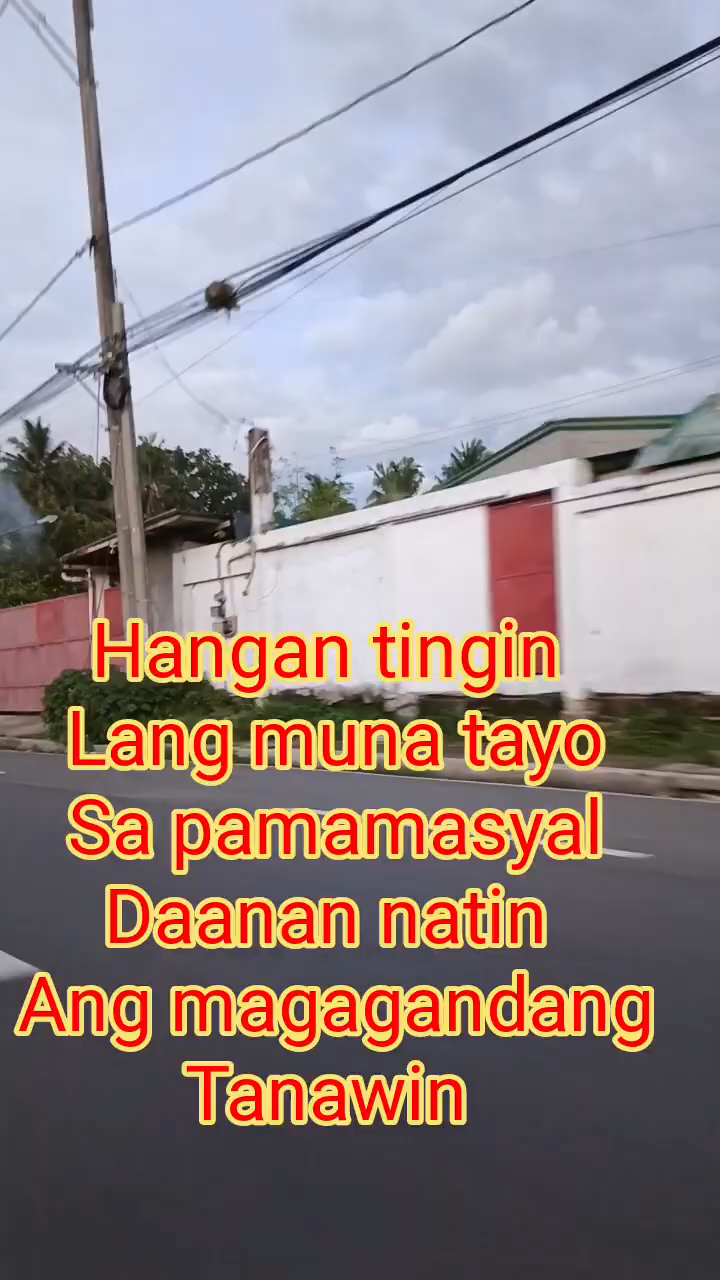 Hangan tingin
Lang muna tayo
Sa pamamasyal
Daanan natin
Ang magagandang
Tanawin